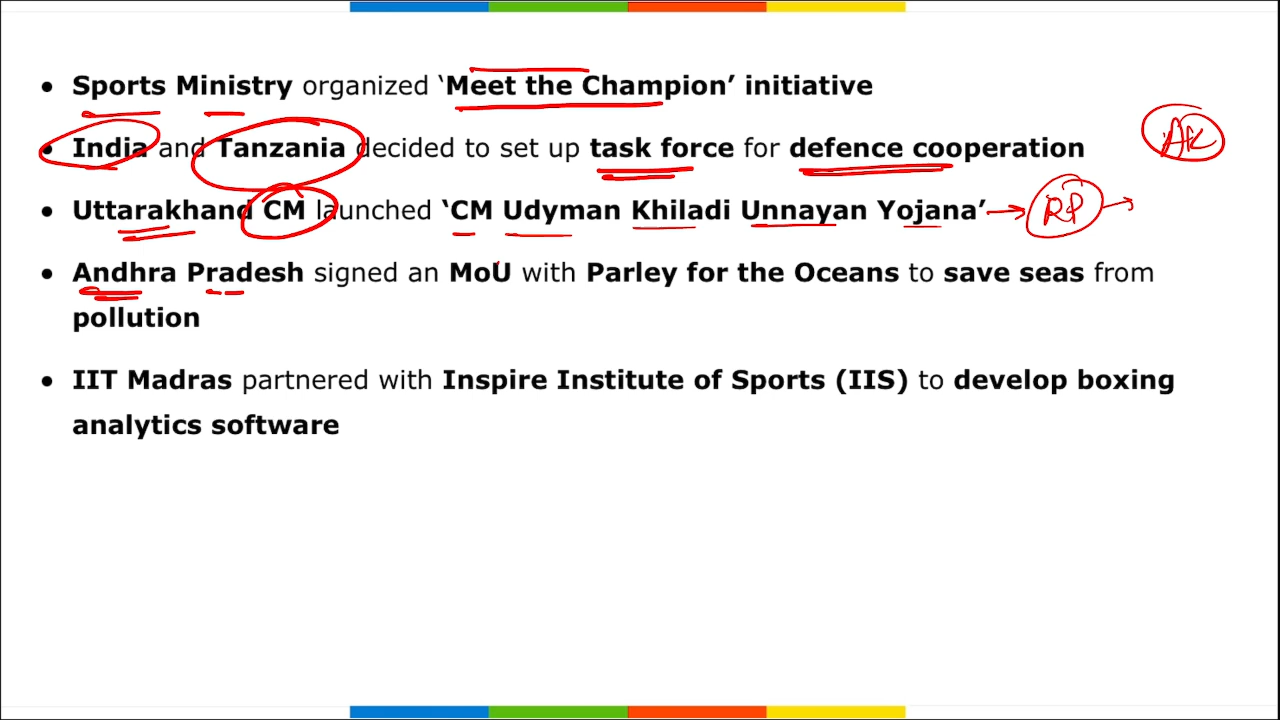 • Sports Ministry organized ‘Meet the Champion’ initiative
• India and Tanzania decided to set up task force for defence cooperation
• Uttarakhand CM launched ‘CM Udyman Khiladi Unnayan Yojana’ → RP →
• Andhra Pradesh signed an MoU with Parley for the Oceans to save seas from
pollution
• IIT Madras partnered with Inspire Institute of Sports (IIS) to develop boxing
analytics software